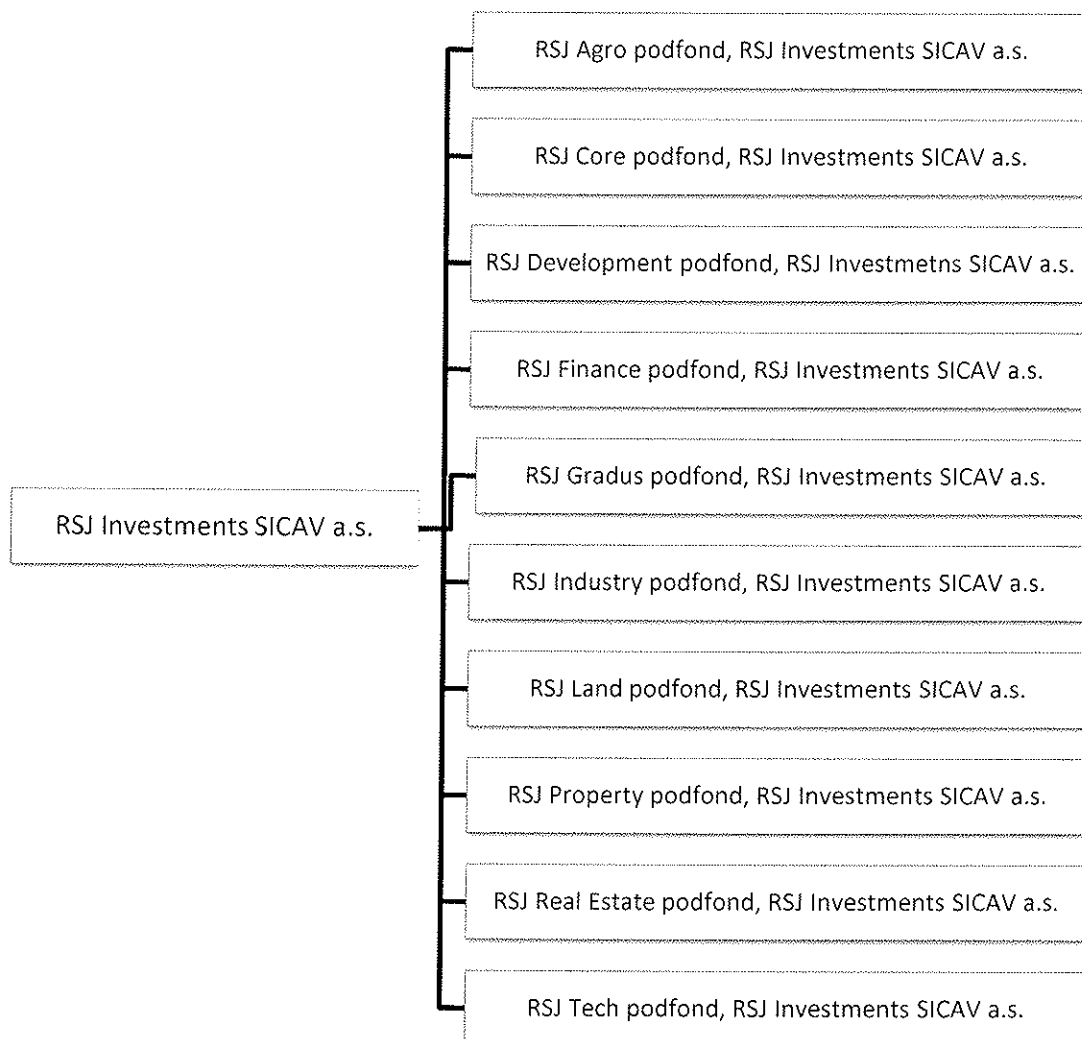 RSJ Agro podfond, RSJ Investments SICAV a.s.
RSJ Core podfond, RSJ Investments SICAV a.s.
RSJ Development podfond, RSJ Investmetns SICAV a.s.
RSJ Finance podfond, RSJ Investments SICAV a.s.
RSJ Gradus podfond, RSJ Investments SICAV a.s.
RSJ Investments SICAV a.s.
RSJ Industry podfond, RSJ Investments SICAV a.s.
RSJ Land podfond, RSJ Investments SICAV a.s.
RSJ Property podfond, RSJ Investments SICAV a.s.
RSJ Real Estate podfond, RSJ Investments SICAV a.s.
RSJ Tech podfond, RSJ Investments SICAV a.s.